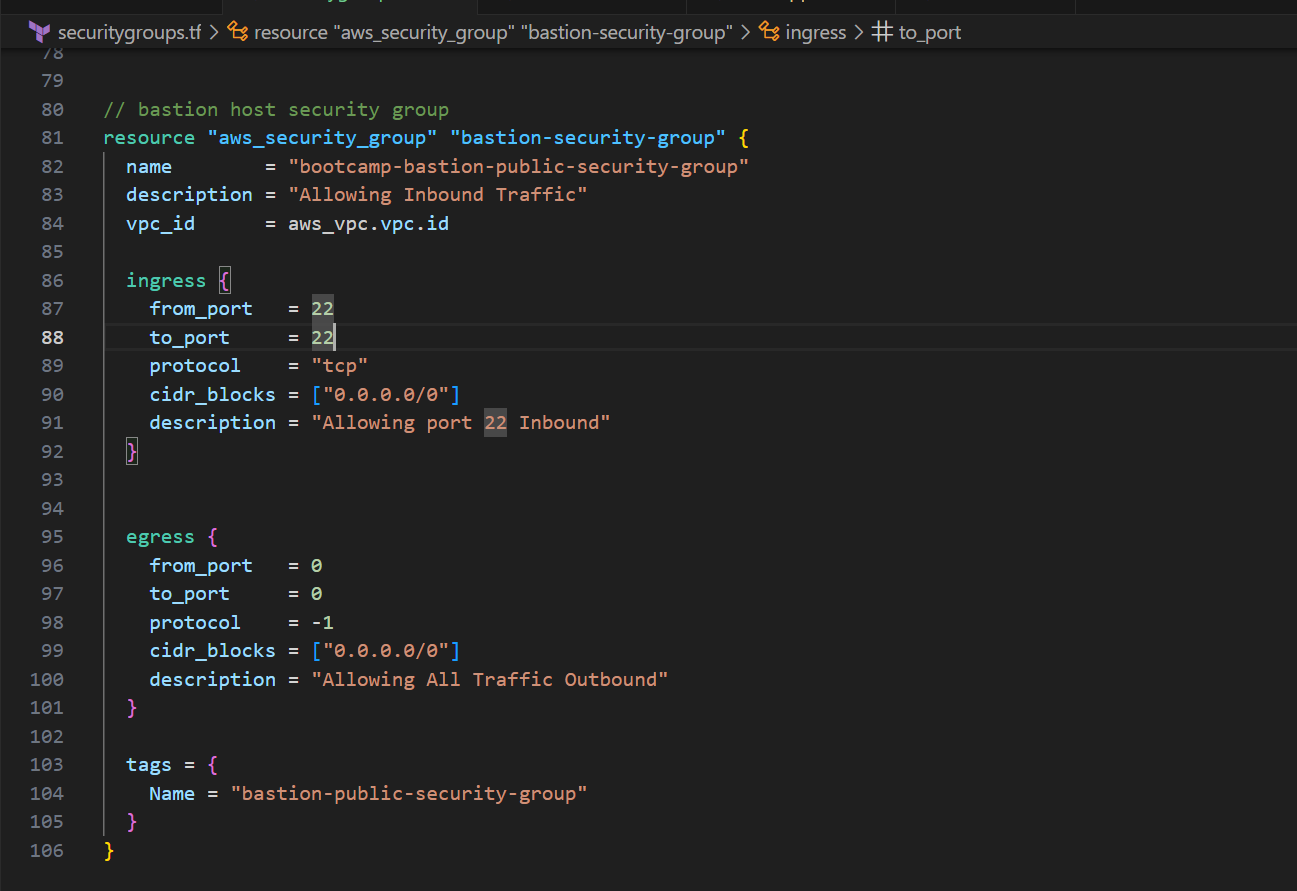 securitygroups.tf > resource "aws_security_group" "bastion-security-group" > ingress > # to_port
78
79
80 // bastion host security group
81 resource "aws_security_group" "bastion-security-group" {
82 name = "bootcamp-bastion-public-security-group"
83 description = "Allowing Inbound Traffic"
84 vpc_id = aws_vpc.vpc.id
85
86 ingress {
87 from_port = 22
88 to_port = 22
89 protocol = "tcp"
90 cidr_blocks = ["0.0.0.0/0"]
91 description = "Allowing port 22 Inbound"
92 }
93
94
95 egress {
96 from_port = 0
97 to_port = 0
98 protocol = -1
99 cidr_blocks = ["0.0.0.0/0"]
100 description = "Allowing All Traffic Outbound"
101 }
102
103 tags = {
104 Name = "bastion-public-security-group"
105 }
106 }